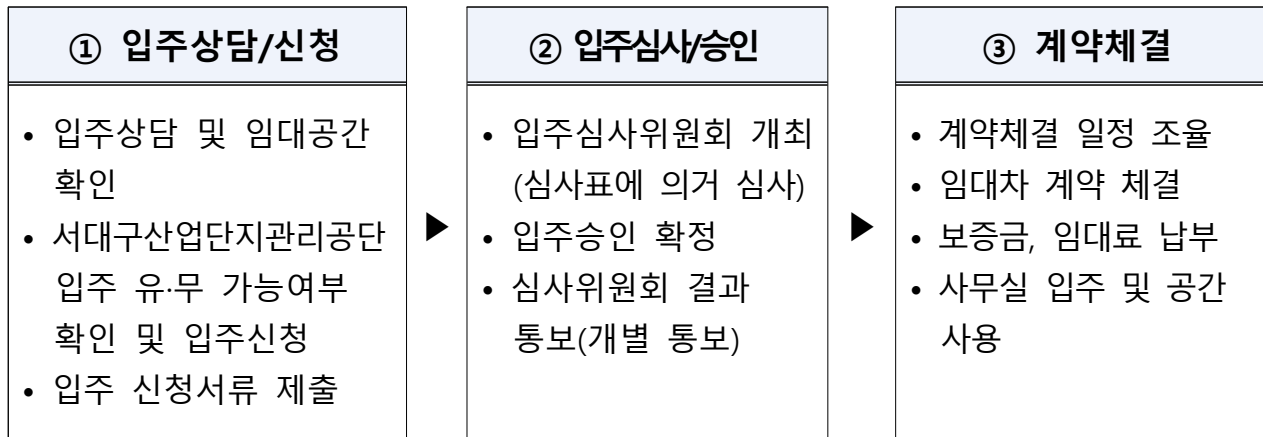 ① 입주상담/신청
• 입주상담 및 임대공간
확인
• 서대구산업단지관리공단
입주 유·무 가능여부
확인 및 입주신청
• 입주 신청서류 제출
▶
② 입주심사/승인
• 입주심사위원회 개최
(심사표에 의거 심사)
• 입주승인 확정
• 심사위원회 결과
통보(개별 통보)
▶
③ 계약체결
• 계약체결 일정 조율
• 임대차 계약 체결
• 보증금, 임대료 납부
• 사무실 입주 및 공간
사용